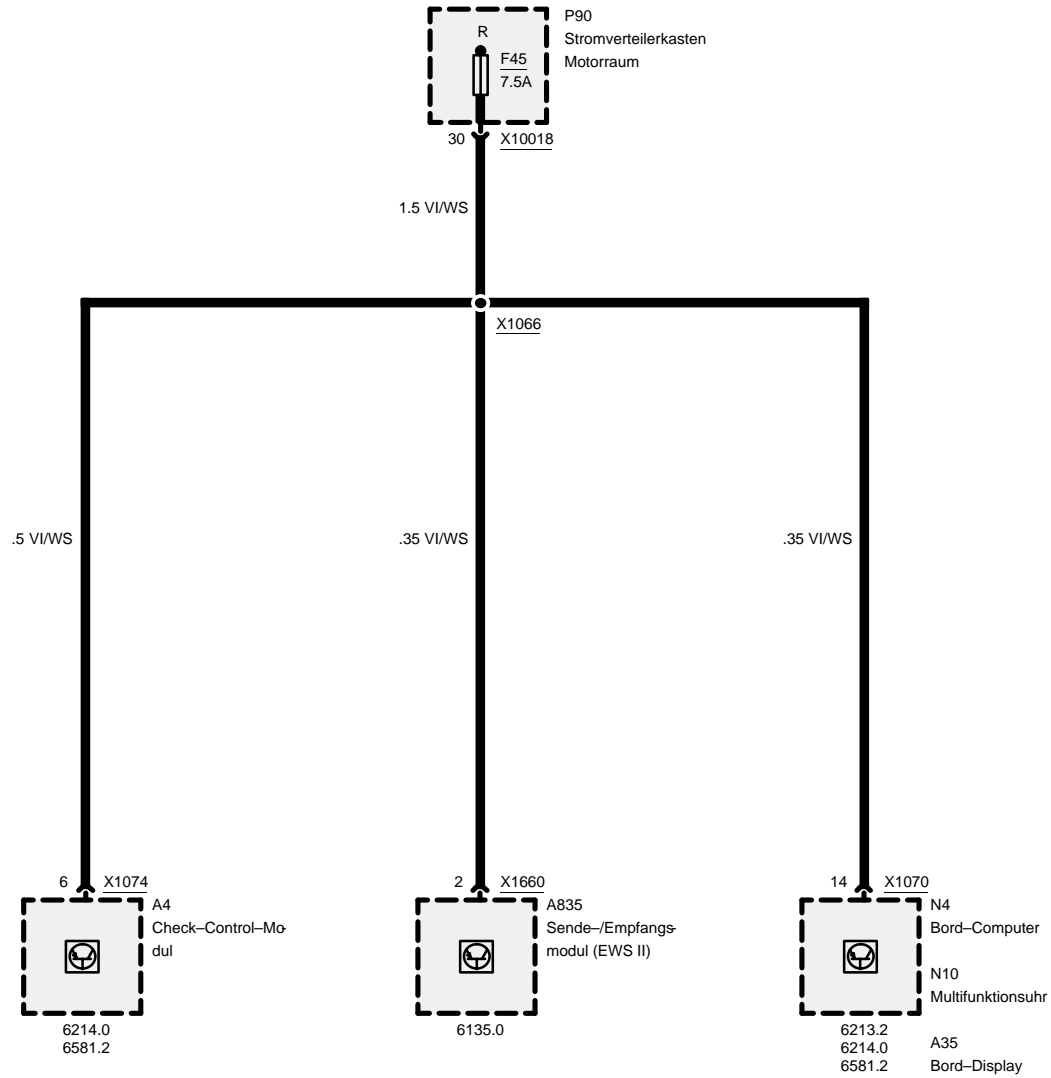 P90
Stromverteilerkasten
Motorraum
R
F45
7.5A
30
X10018
1.5 VI/WS
X1066
.5 VI/WS
.35 VI/WS
.35 VI/WS
6
X1074
2
X1660
14
X1070
A4
Check–Control–Mo-
dul
A835
Sende–/Empfangs-
modul (EWS II)
N4
Bord–Computer
N10
Multifunktionsuhr
6214.0
6581.2
6135.0
6213.2
6214.0
6581.2
A35
Bord–Display